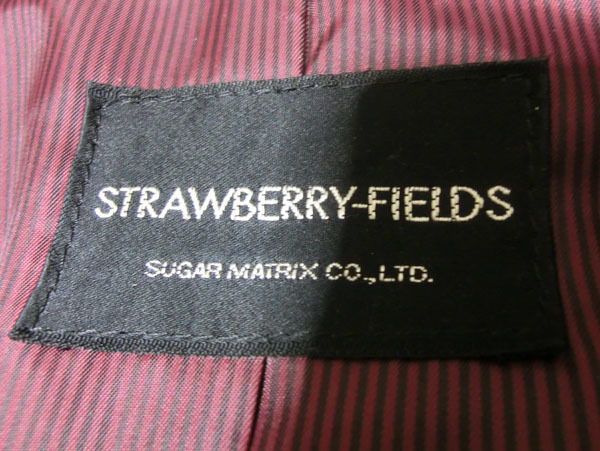 STRAWBERRY-FIELDS
SUGAR MATRIX CO.,LTD.